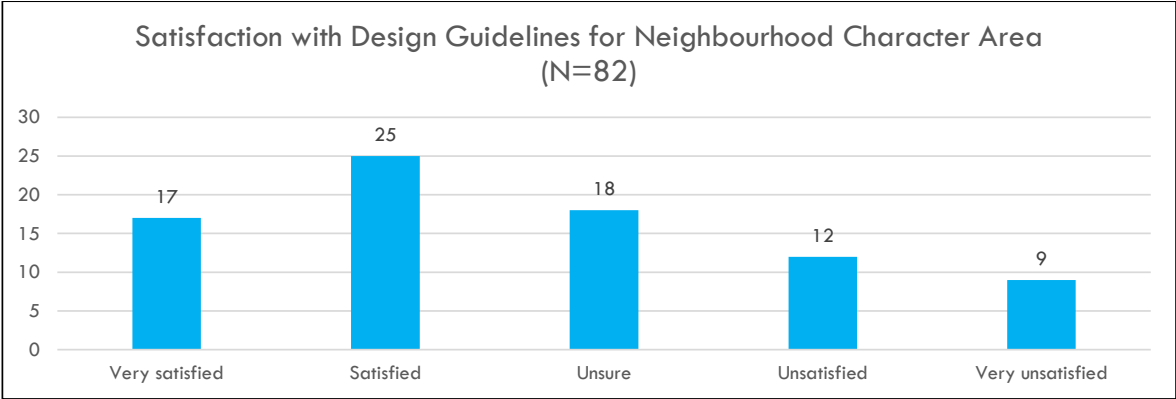 Satisfaction with Design Guidelines for Neighbourhood Character Area
(N=82)
30
25
20
15
10
5
0
17
25
18
12
9
Very satisfied
Satisfied
Unsure
Unsatisfied
Very unsatisfied